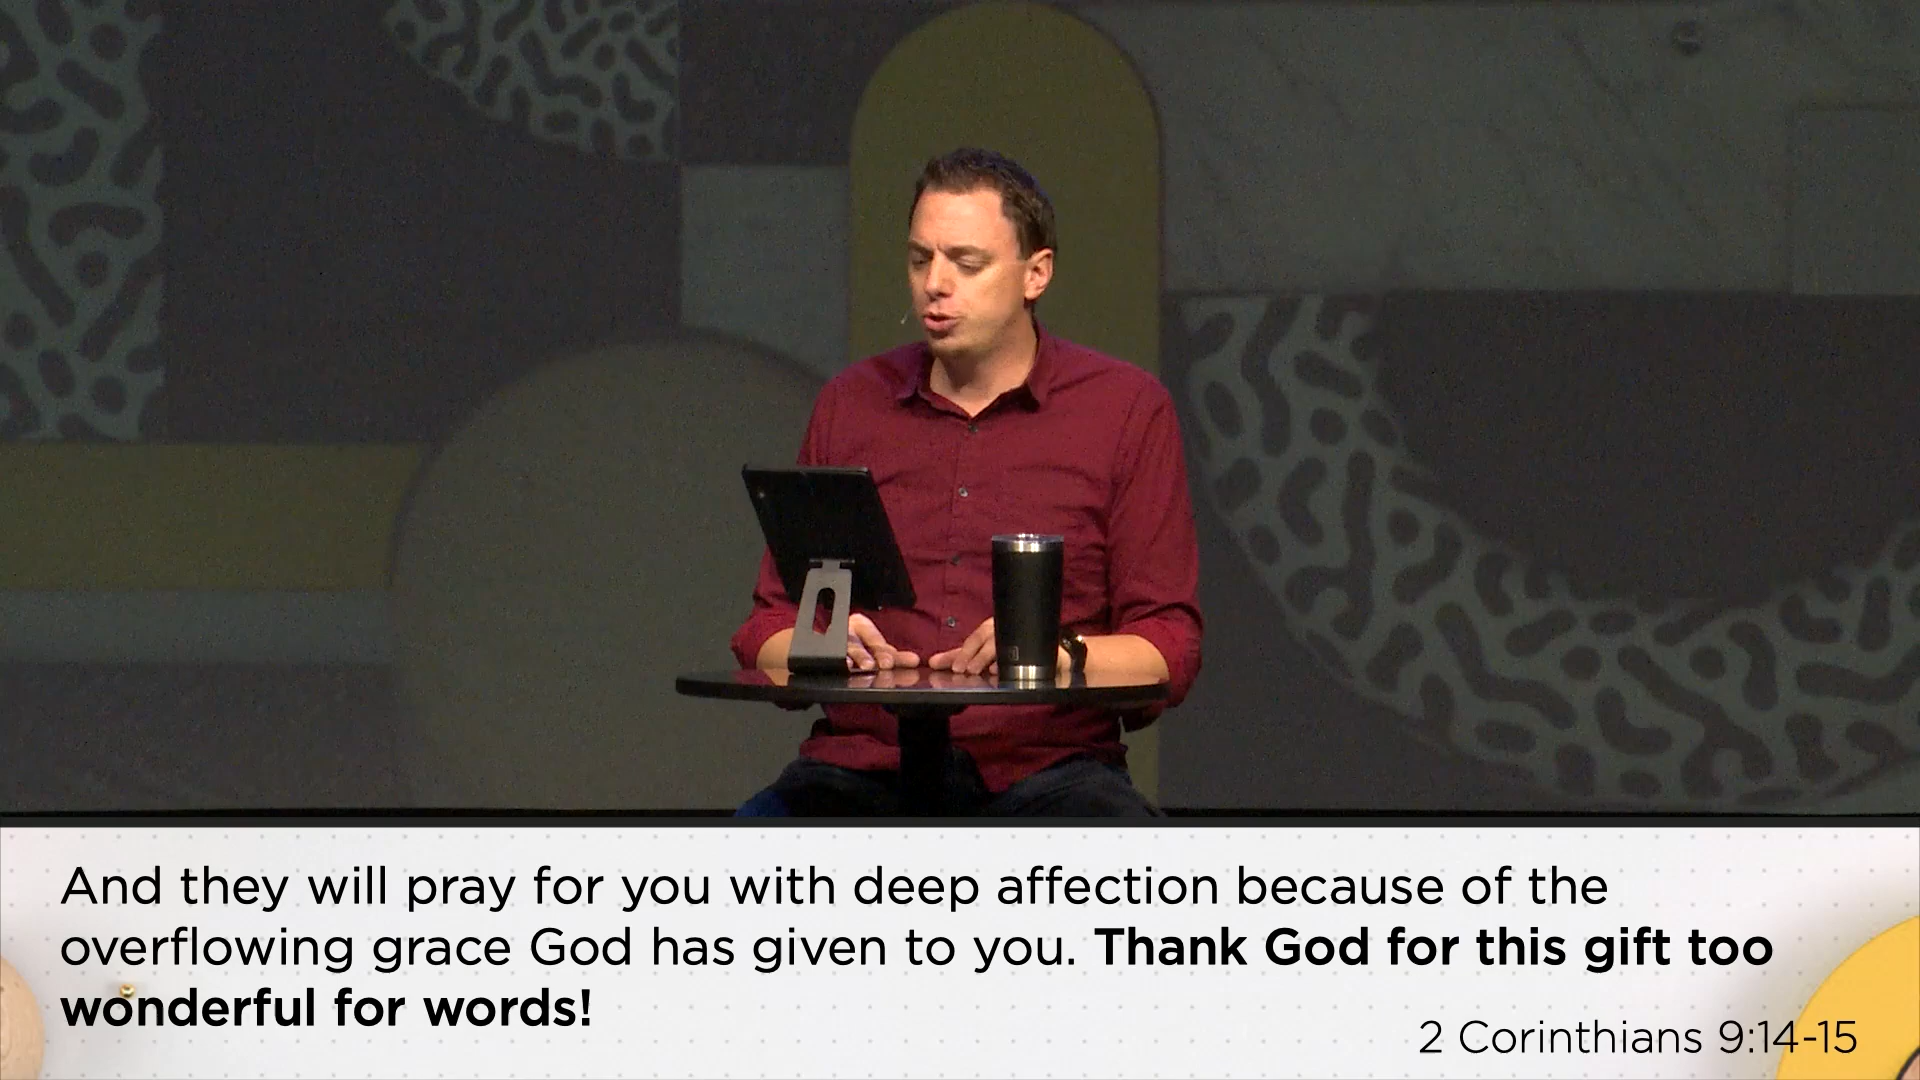 And they will pray for you with deep affection because of the
overflowing grace God has given to you. Thank God for this gift too
wonderful for words!
2 Corinthians 9:14-15